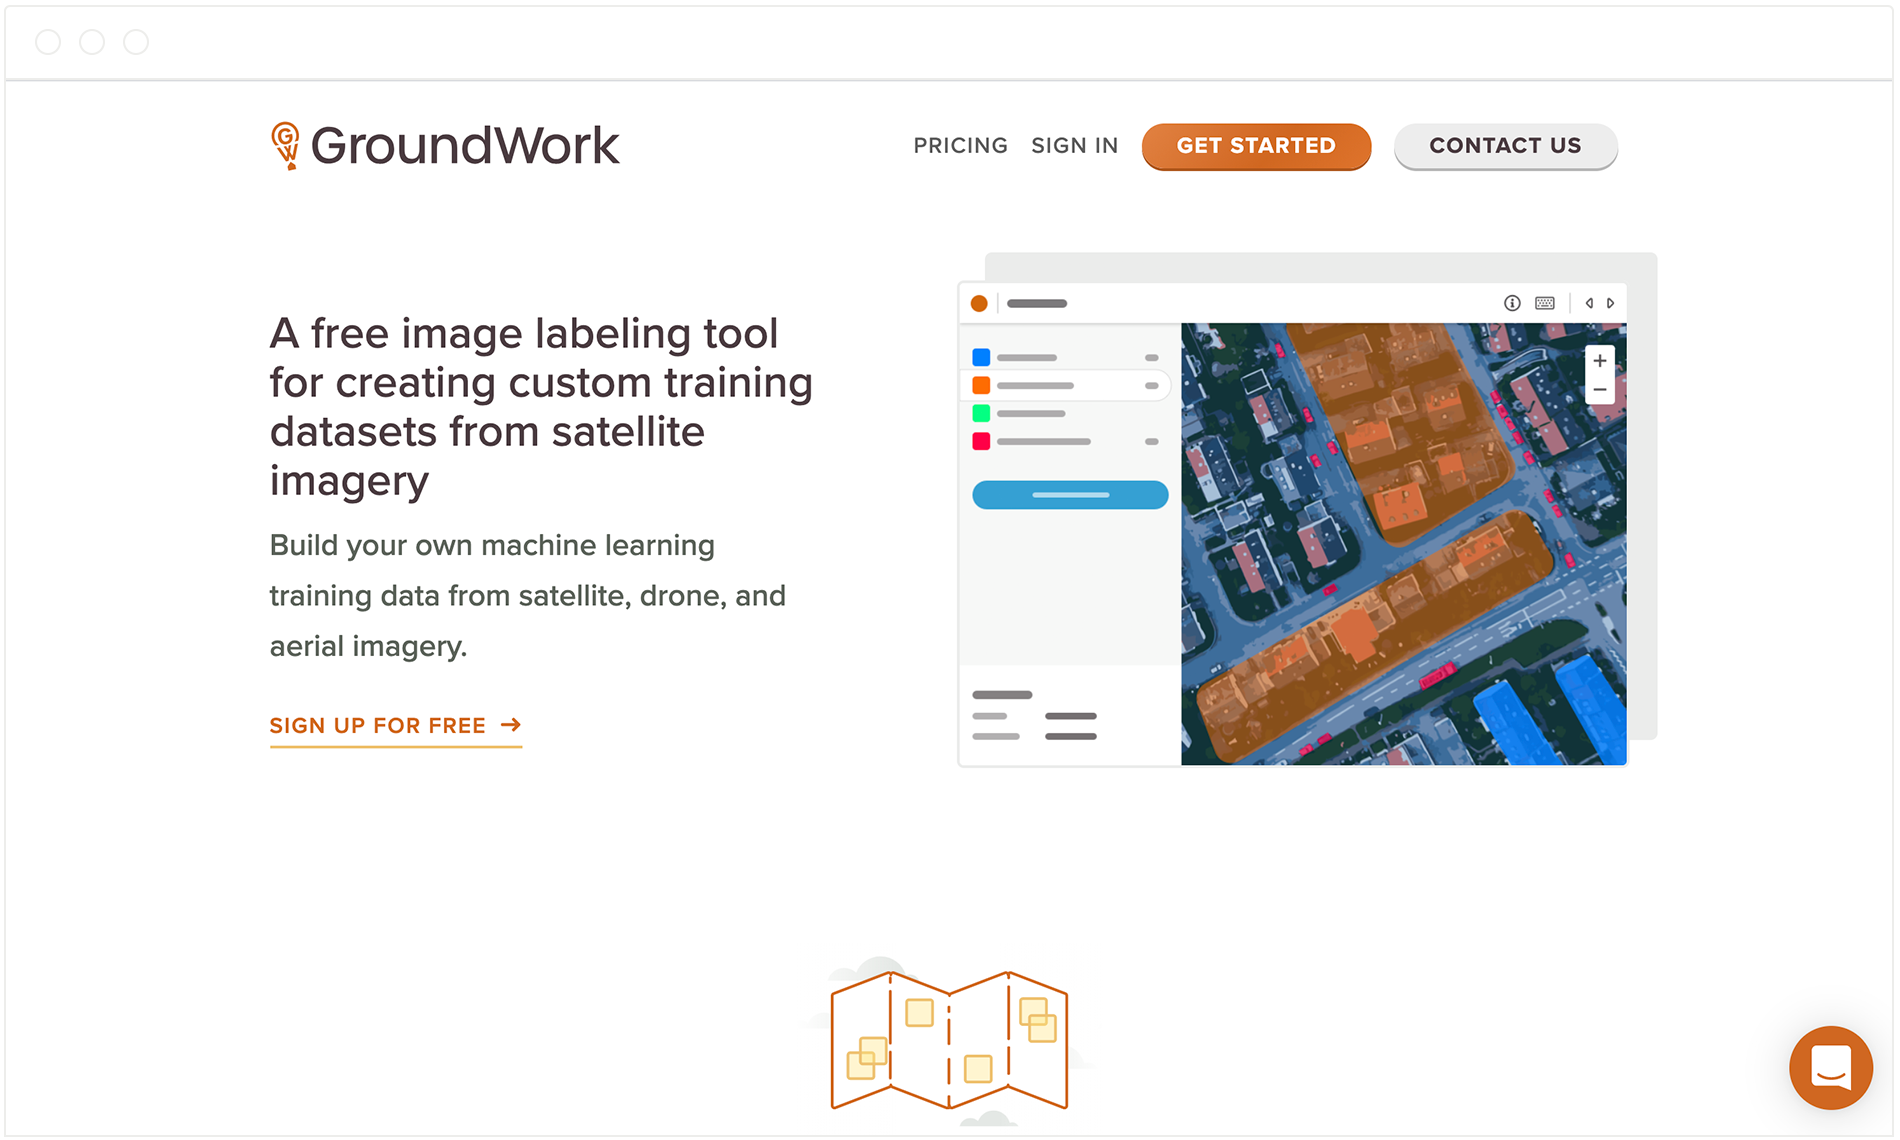 GW GroundWork
PRICING
SIGN IN
GET STARTED
CONTACT US
A free image labeling tool
for creating custom training
datasets from satellite
imagery
Build your own machine learning
training data from satellite, drone, and
aerial imagery.
SIGN UP FOR FREE →